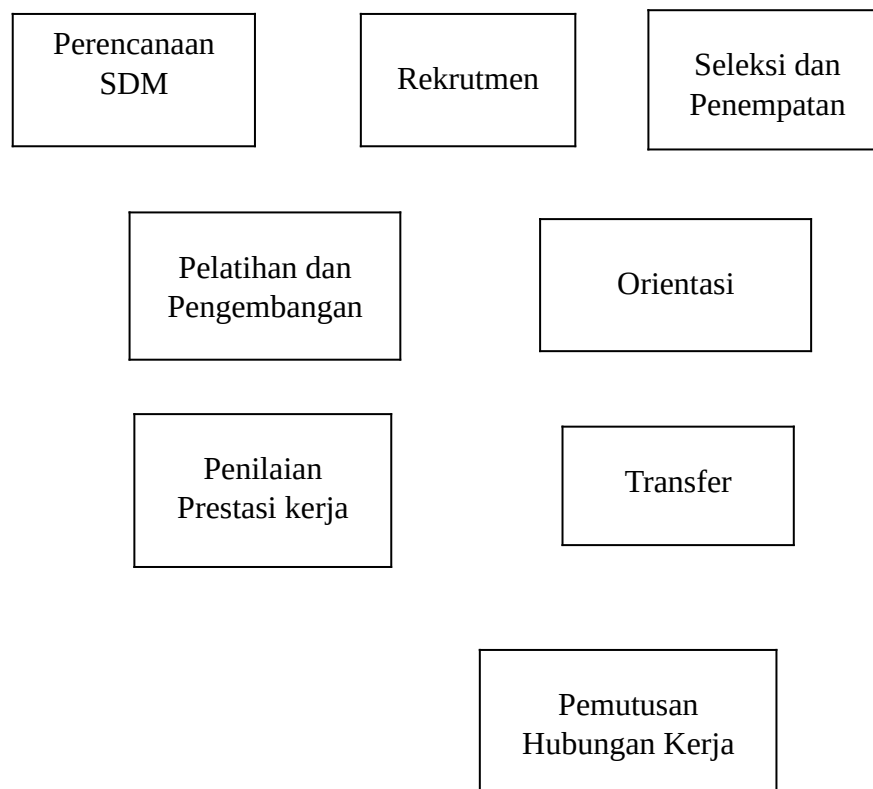 Perencanaan
SDM
Rekrutmen
Seleksi dan
Penempatan
Pelatihan dan
Pengembangan
Orientasi
Penilaian
Prestasi kerja
Transfer
Pemutusan
Hubungan Kerja